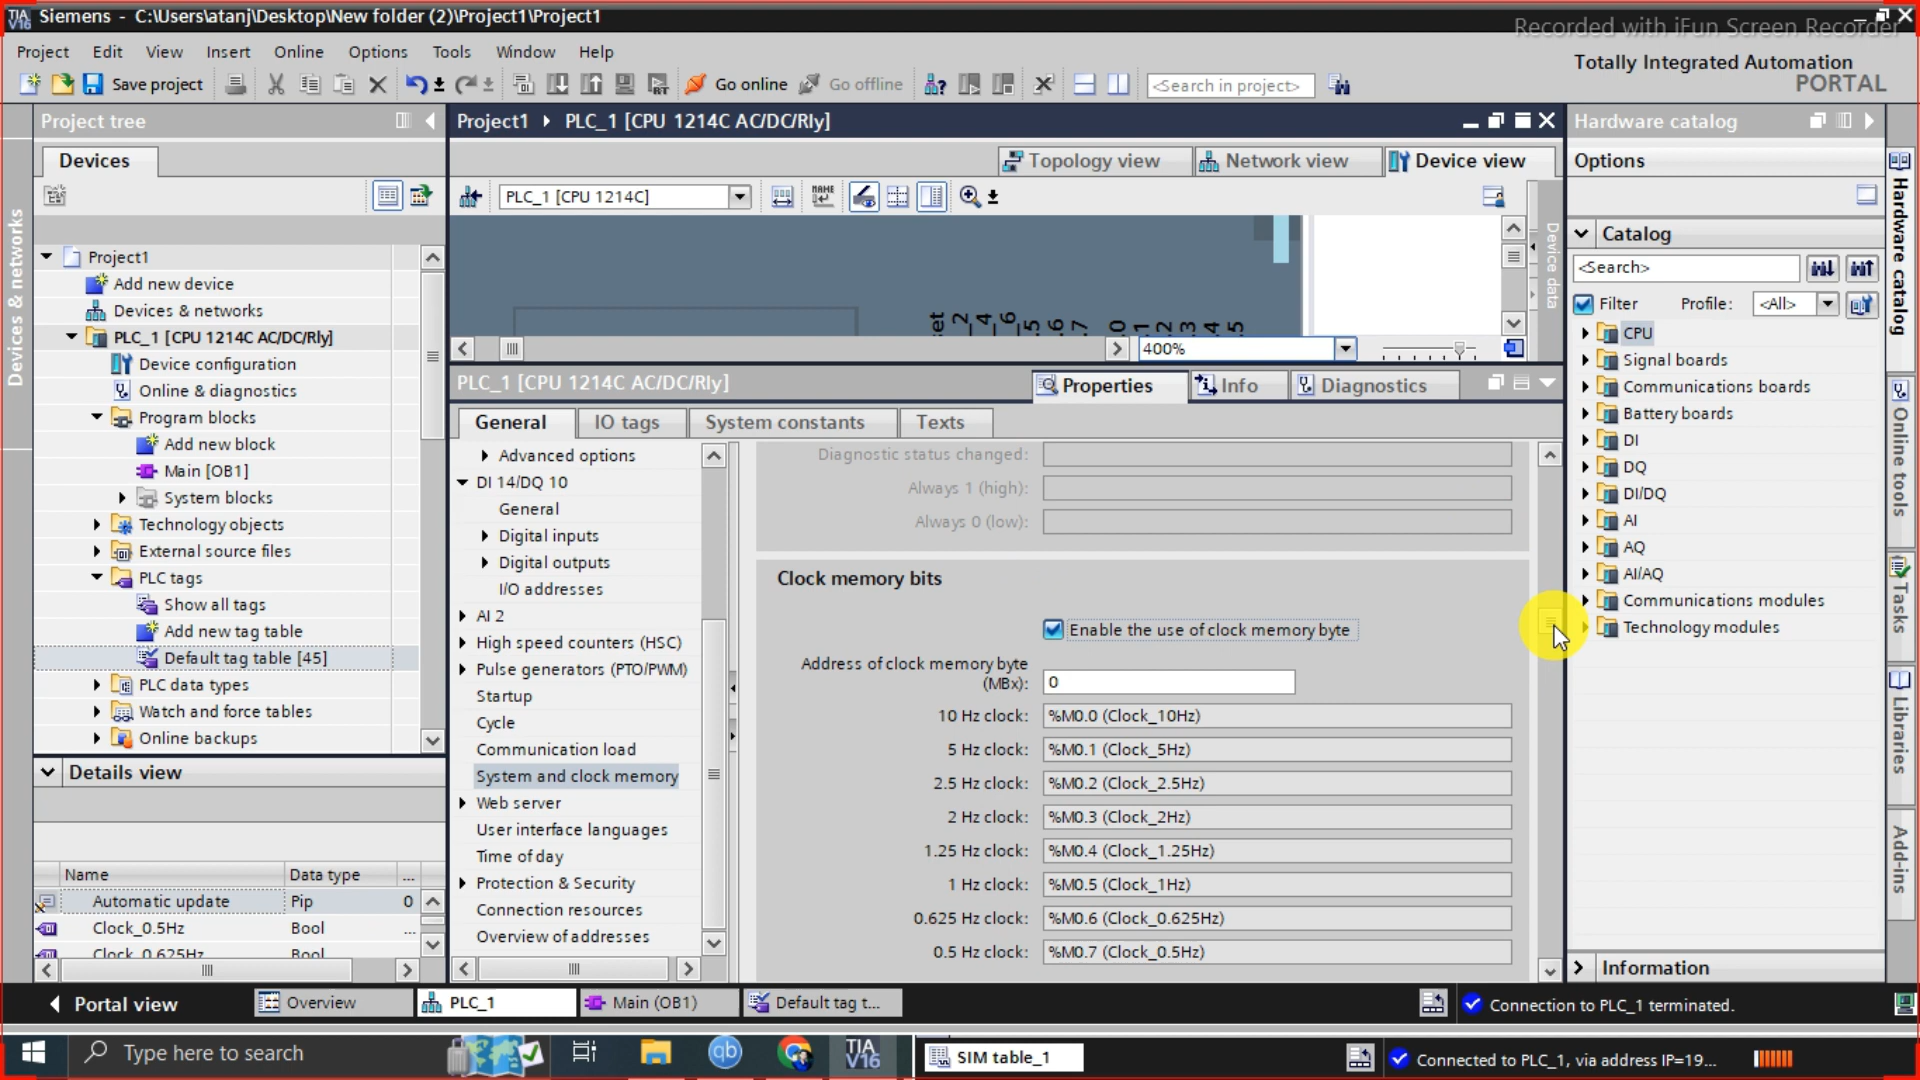 TIA V16 Siemens - C:\Users\atanj\Desktop\New folder (2)\Project1\Project1
Recorded with iFun Screen Recorder
Project Edit View Insert Online Options Tools Window Help
Totally Integrated Automation
PORTAL
Save project
Go online
Go offline
<Search in project>
Project tree
Devices
Devices & networks
Project1
Add new device
Devices & networks
PLC_1 [CPU 1214C AC/DC/Rly]
Device configuration
Online & diagnostics
Program blocks
Add new block
Main [OB1]
System blocks
Technology objects
External source files
PLC tags
Show all tags
Add new tag table
Default tag table [45]
PLC data types
Watch and force tables
Online backups
Details view
Name Data type ...
Automatic update Pip 0
Clock_0.5Hz Bool ...
Clock_0.625Hz Bool
Project1 PLC_1 [CPU 1214C AC/DC/Rly]
Topology view Network view Device view
PLC_1 [CPU 1214C]
Device data
400%
PLC_1 [CPU 1214C AC/DC/Rly]
Properties Info Diagnostics
General IO tags System constants Texts
Advanced options
DI 14/DQ 10
General
Digital inputs
Digital outputs
I/O addresses
AI 2
High speed counters (HSC)
Pulse generators (PTO/PWM)
Startup
Cycle
Communication load
System and clock memory
Web server
User interface languages
Time of day
Protection & Security
Connection resources
Overview of addresses
Diagnostic status changed:
Always 1 (high):
Always 0 (low):
Clock memory bits
Enable the use of clock memory byte
Address of clock memory byte
(MBx): 0
10 Hz clock: %M0.0 (Clock_10Hz)
5 Hz clock: %M0.1 (Clock_5Hz)
2.5 Hz clock: %M0.2 (Clock_2.5Hz)
2 Hz clock: %M0.3 (Clock_2Hz)
1.25 Hz clock: %M0.4 (Clock_1.25Hz)
1 Hz clock: %M0.5 (Clock_1Hz)
0.625 Hz clock: %M0.6 (Clock_0.625Hz)
0.5 Hz clock: %M0.7 (Clock_0.5Hz)
Hardware catalog
Options
Catalog
<Search>
Filter Profile: <All>
CPU
Signal boards
Communications boards
Battery boards
DI
DQ
DI/DQ
AI
AQ
AI/AQ
Communications modules
Technology modules
Information
Hardware catalog
Online tools
Tasks
Libraries
Add-ins
Portal view
Overview
PLC_1
Main (OB1)
Default tag t...
Connection to PLC_1 terminated.
Type here to search
qb
TIA V16
SIM table_1
Connected to PLC_1, via address IP=19...